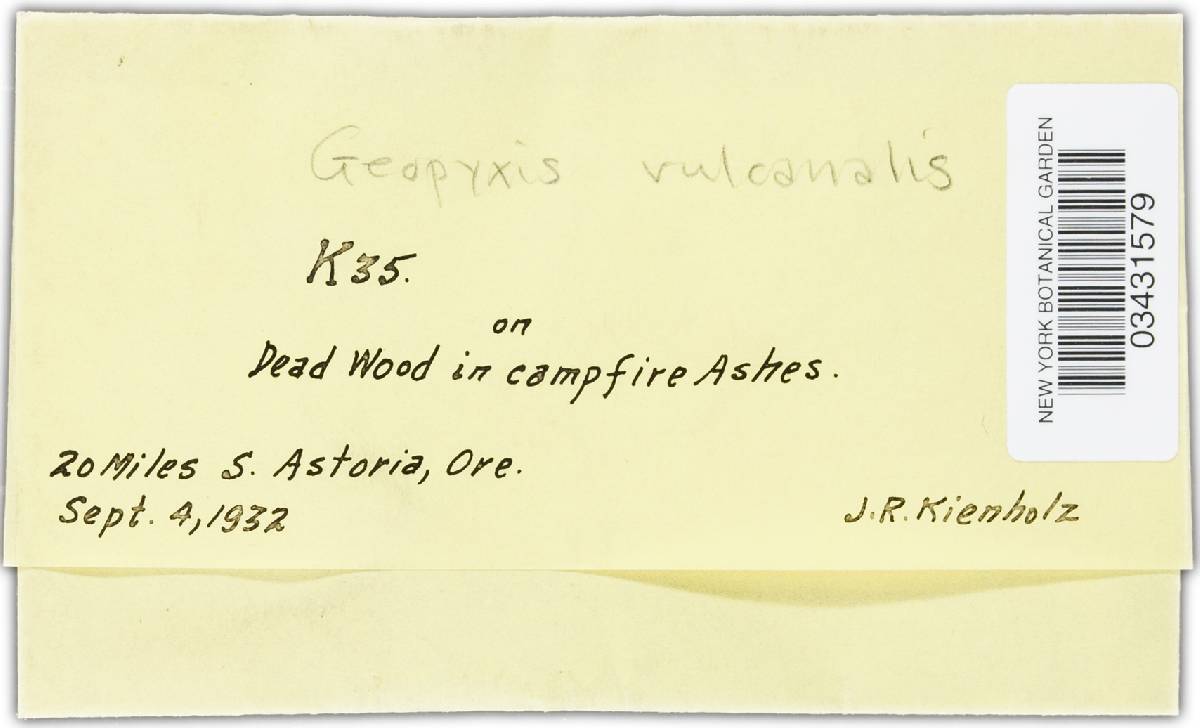 Geopyxis vulcanalis
K35.
on
Dead Wood in campfire Ashes.
20 Miles S. Astoria, Ore.
Sept. 4, 1932
J.R. Kienholz
NEW YORK BOTANICAL GARDEN
03431579